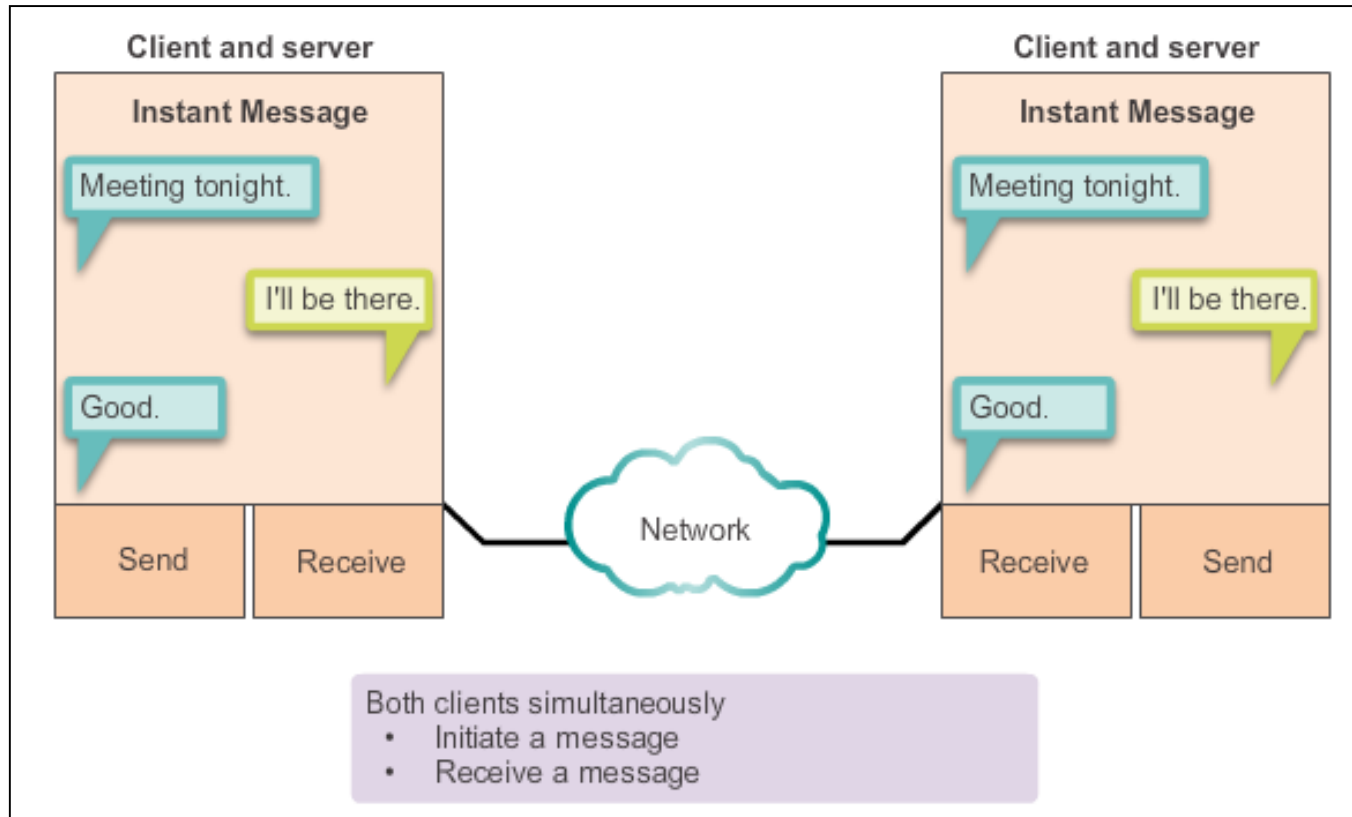 Client and server
Instant Message
Meeting tonight.
I'll be there.
Good.
Send
Receive
Network
Client and server
Instant Message
Meeting tonight.
I'll be there.
Good.
Receive
Send
Both clients simultaneously
• Initiate a message
• Receive a message